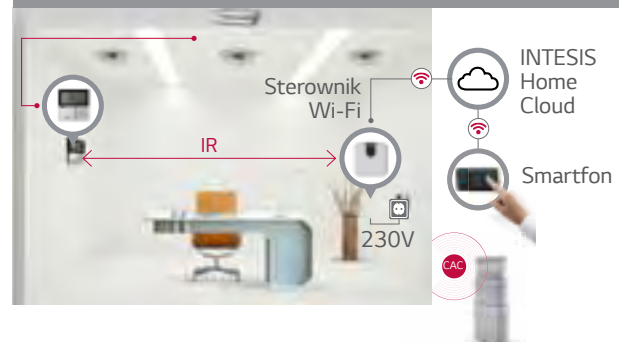 Sterownik
Wi-Fi
INTESIS
Home
Cloud
IR
Smartfon
230V
CAC